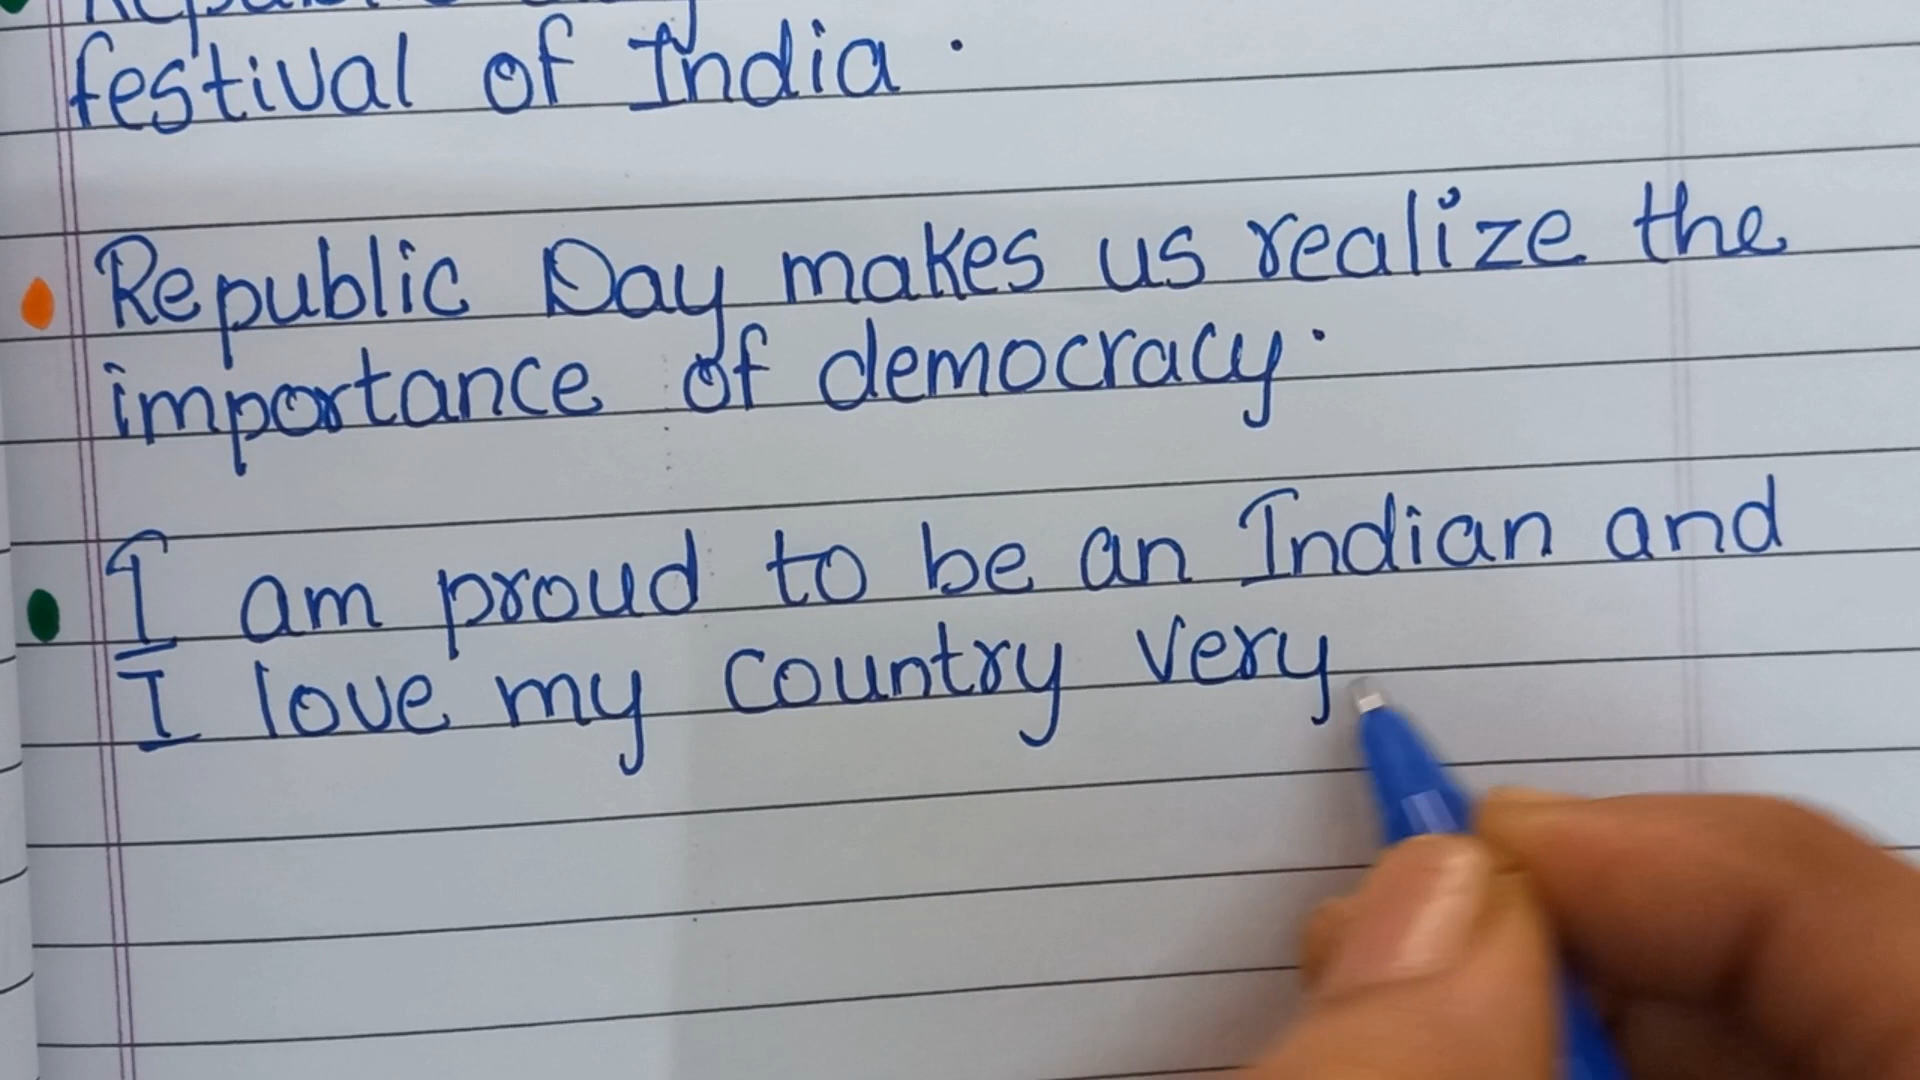 Republic
festival of India.
Republic Day makes us realize the
importance of democracy.
I am proud to be an Indian and
I love my country very